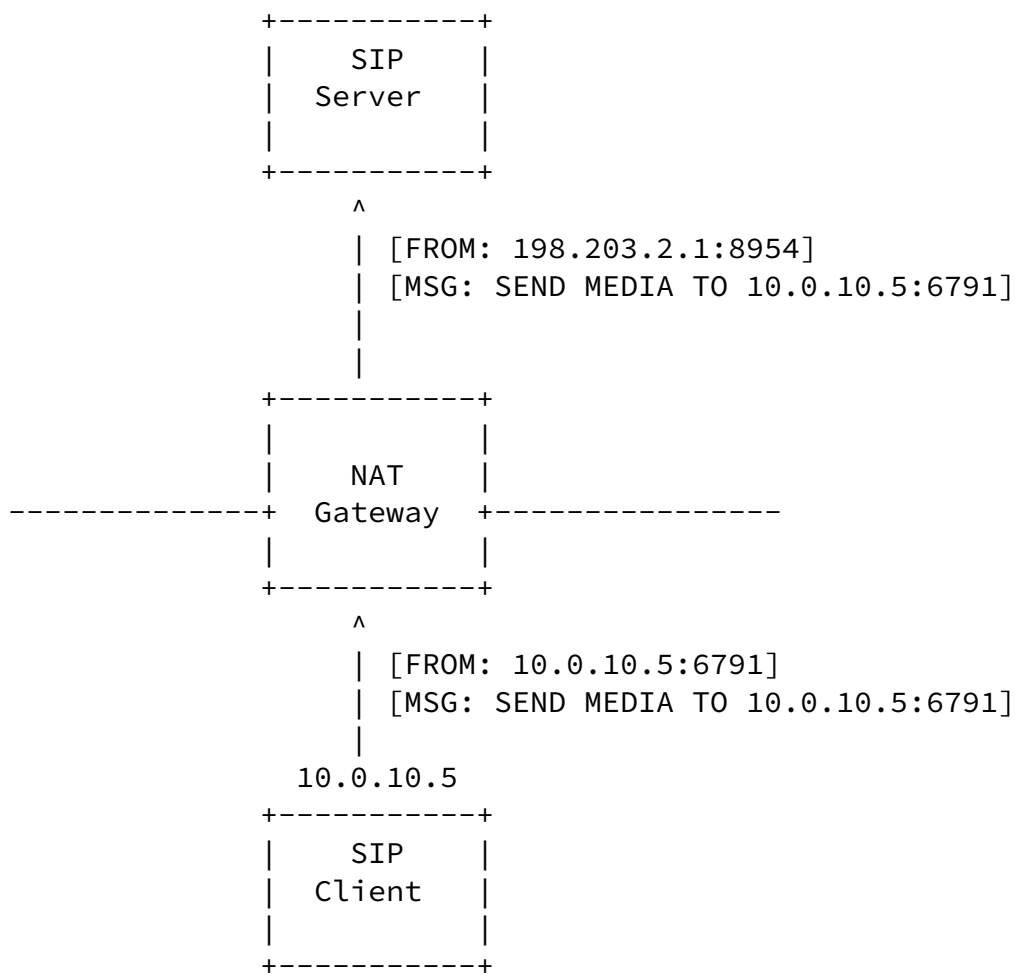 SIP
Server
^
[FROM: 198.203.2.1:8954]
[MSG: SEND MEDIA TO 10.0.10.5:6791]
NAT
Gateway
^
[FROM: 10.0.10.5:6791]
[MSG: SEND MEDIA TO 10.0.10.5:6791]
10.0.10.5
SIP
Client